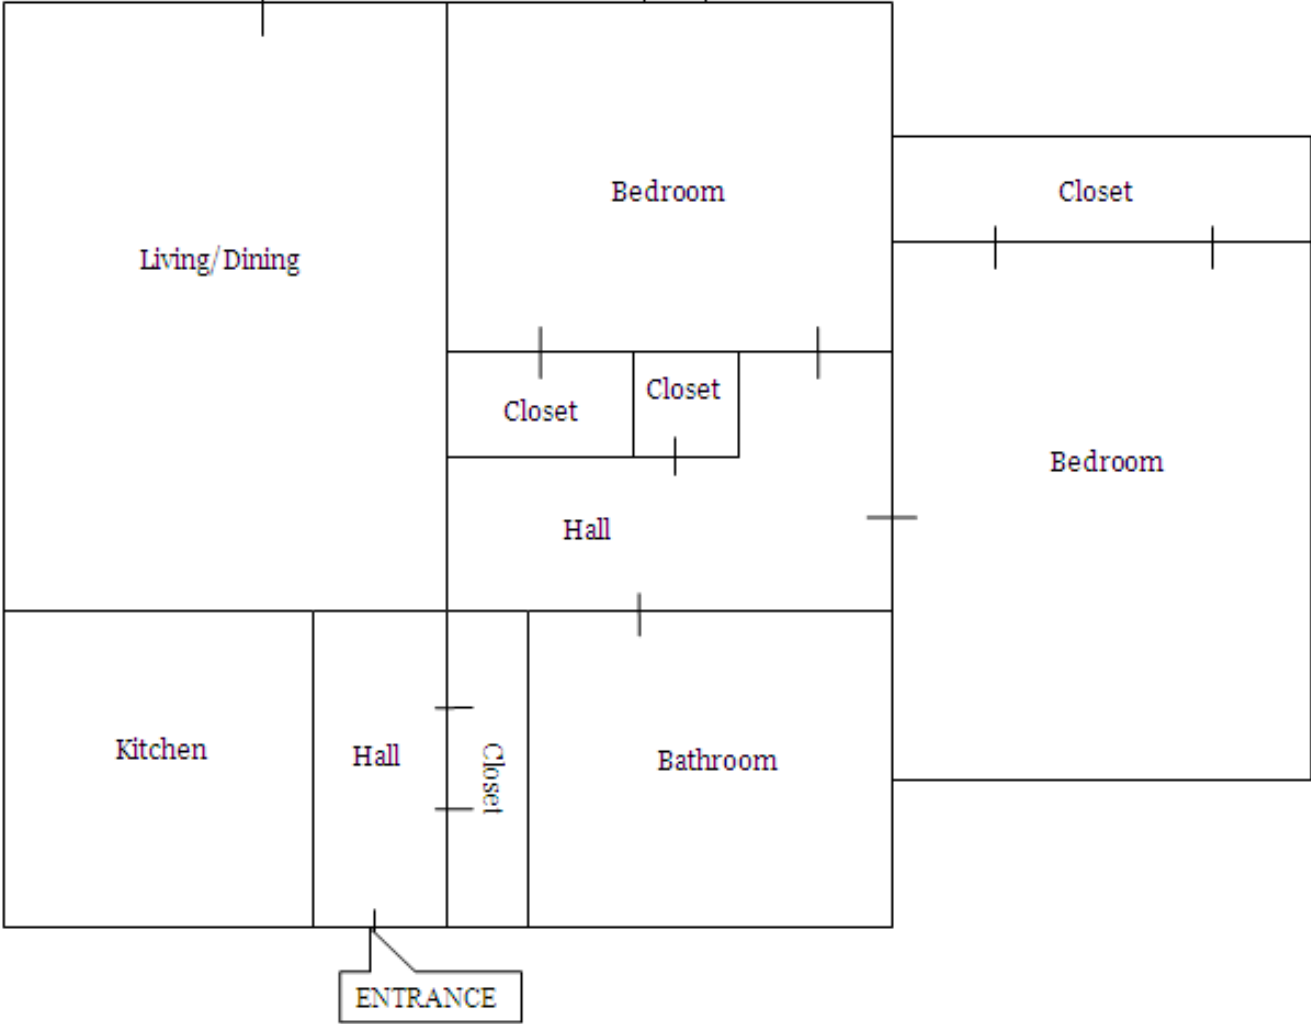 Bedroom
Closet
Living/Dining
Closet
Closet
Bedroom
Hall
Kitchen
Hall
Closet
Bathroom
ENTRANCE